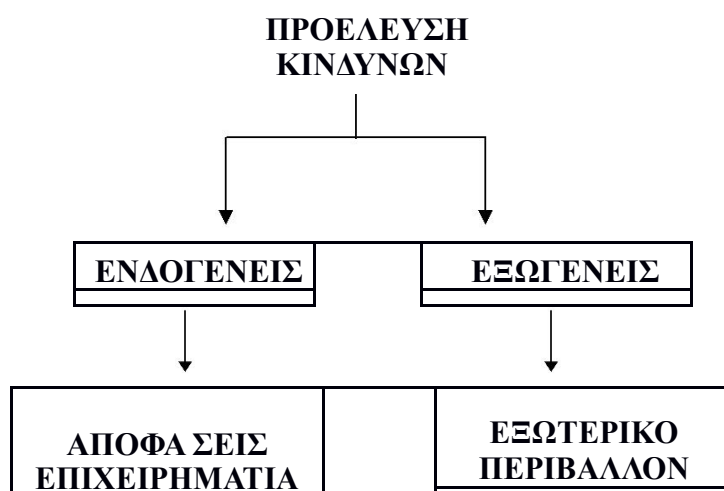 ΠΡΟΕΛΕΥΣΗ
ΚΙΝΔΥΝΩΝ
ΕΝΔΟΓΕΝΕΙΣ
ΕΞΩΓΕΝΕΙΣ
ΑΠΟΦΑ ΣΕΙΣ
ΕΠΙΧΕΙΡΗΜΑΤΙΑ
ΕΞΩΤΕΡΙΚΟ
ΠΕΡΙΒΑΛΛΟΝ